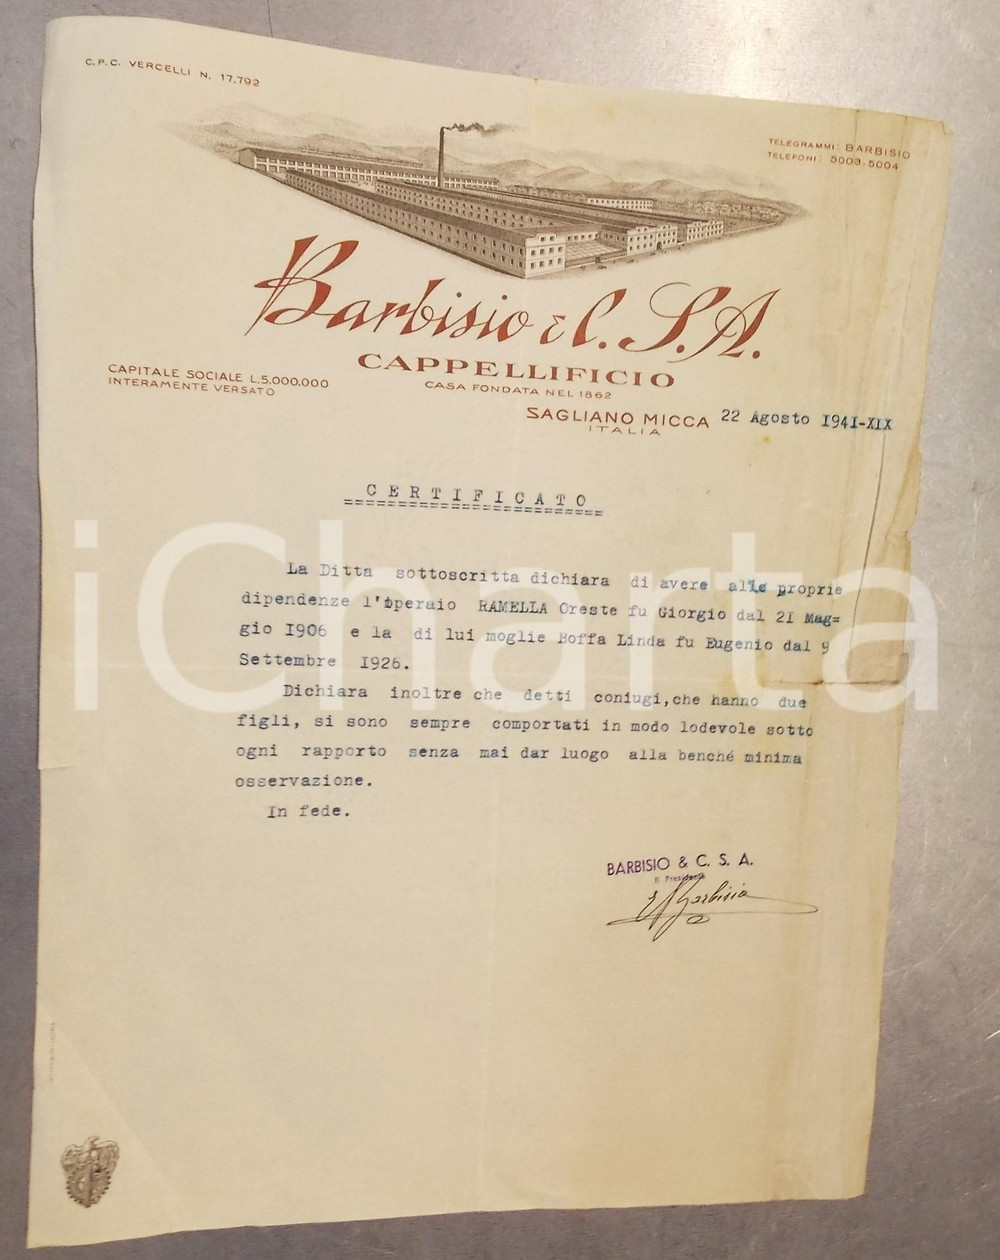 C.P.C. VERCELLI N. 17.792
TELEGRAMMI: BARBISIO
TELEFONI: 5003-5004
Barbisio & C. S.A.
CAPPELLIFICIO
CASA FONDATA NEL 1862
CAPITALE SOCIALE L.5.000.000
INTERAMENTE VERSATO
SAGLIANO MICCA 22 Agosto 1941-XIX
ITALIA
CERTIFICATO
La Ditta sottoscritta dichiara di avere alle proprie
dipendenze l'operaio RAMELLA Oreste fu Giorgio dal 21 Mag=
gio 1906 e la di lui moglie Boffa Linda fu Eugenio dal 9
Settembre 1926.
Dichiara inoltre che detti coniugi,che hanno due
figli, si sono sempre comportati in modo lodevole sotto
ogni rapporto senza mai dar luogo alla benché minima
osservazione.
In fede.
BARBISIO & C. S. A.
Il Presidente
Barbisio
iCharta